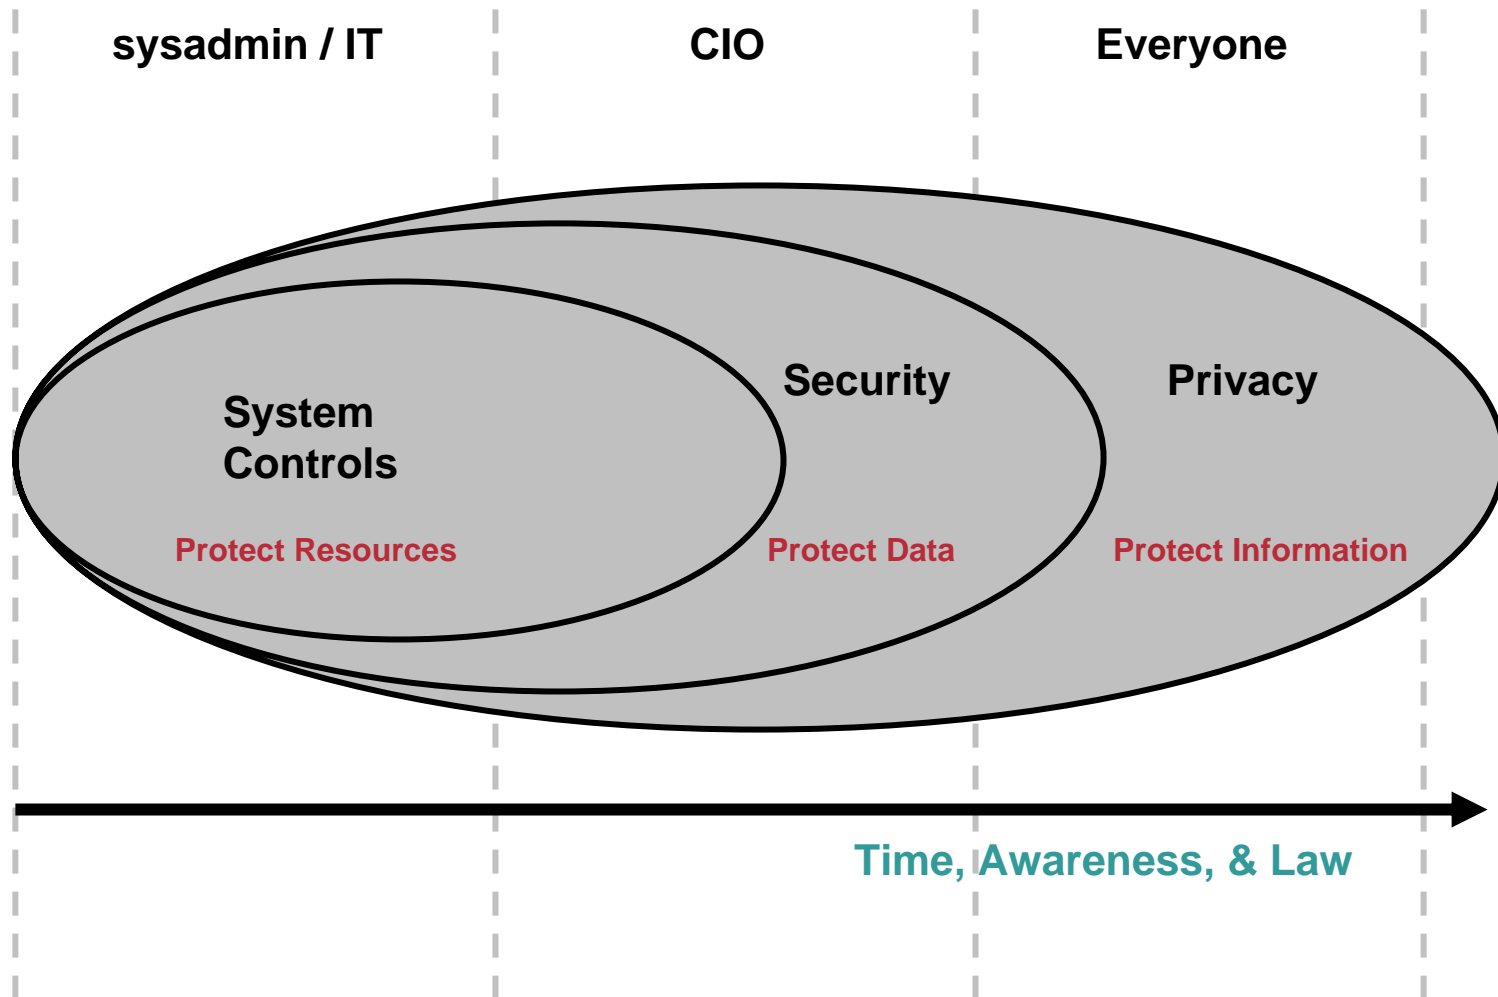 sysadmin / IT
CIO
Everyone
System
Controls
Security
Privacy
Protect Resources
Protect Data
Protect Information
Time, Awareness, & Law